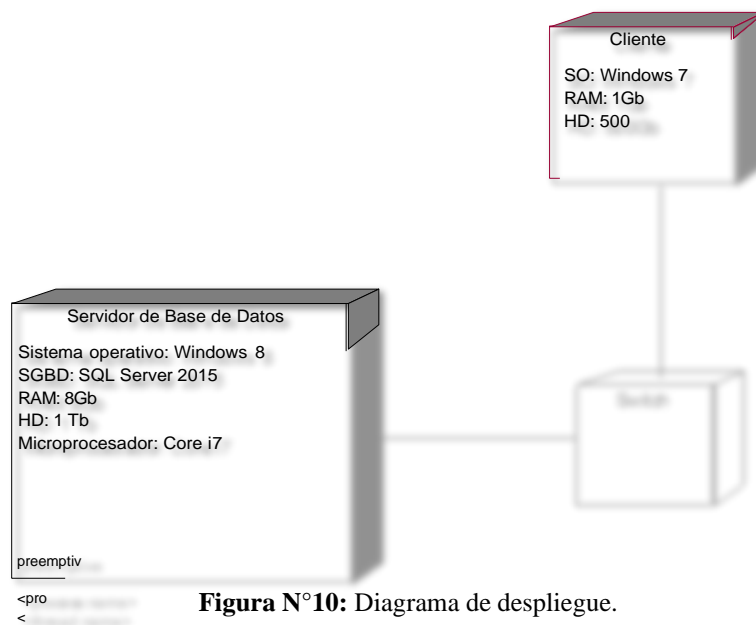 Cliente
SO: Windows 7
RAM: 1Gb
HD: 500
Servidor de Base de Datos
Sistema operativo: Windows 8
SGBD: SQL Server 2015
RAM: 8Gb
HD: 1 Tb
Microprocesador: Core i7
Switch
preemptiv
<pro
<
Figura N°10: Diagrama de despliegue.